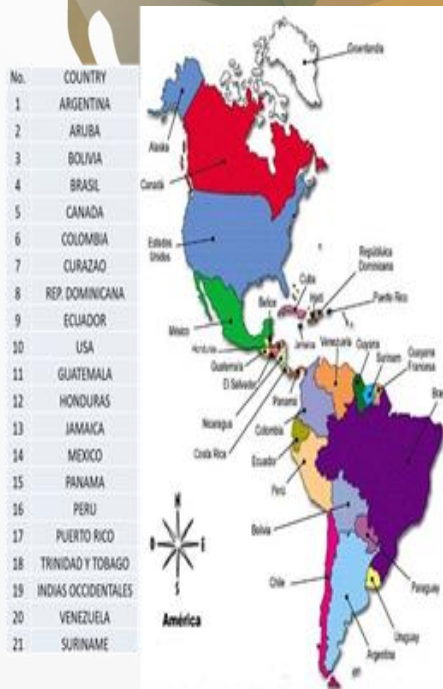 No. COUNTRY
1 ARGENTINA
2 ARUBA
3 BOLIVIA
4 BRASIL
5 CANADA
6 COLOMBIA
7 CURAZAO
8 REP. DOMINICANA
9 ECUADOR
10 USA
11 GUATEMALA
12 HONDURAS
13 JAMAICA
14 MEXICO
15 PANAMA
16 PERU
17 PUERTO RICO
18 TRINIDAD Y TOBAGO
19 INDIAS OCCIDENTALES
20 VENEZUELA
21 SURINAME
Groenlandia
Alaska
Canadá
Estados
Unidos
República
Dominicana
Cuba
Haití
Puerto Rico
Belice
México
Jamaica
Honduras
Venezuela
Guyana
Surinam
Guayana
Francesa
Guatemala
El Salvador
Panamá
Nicaragua
Colombia
Costa Rica
Ecuador
Perú
Bolivia
N
O E
S
Chile
Paraguay
América
Uruguay
Argentina